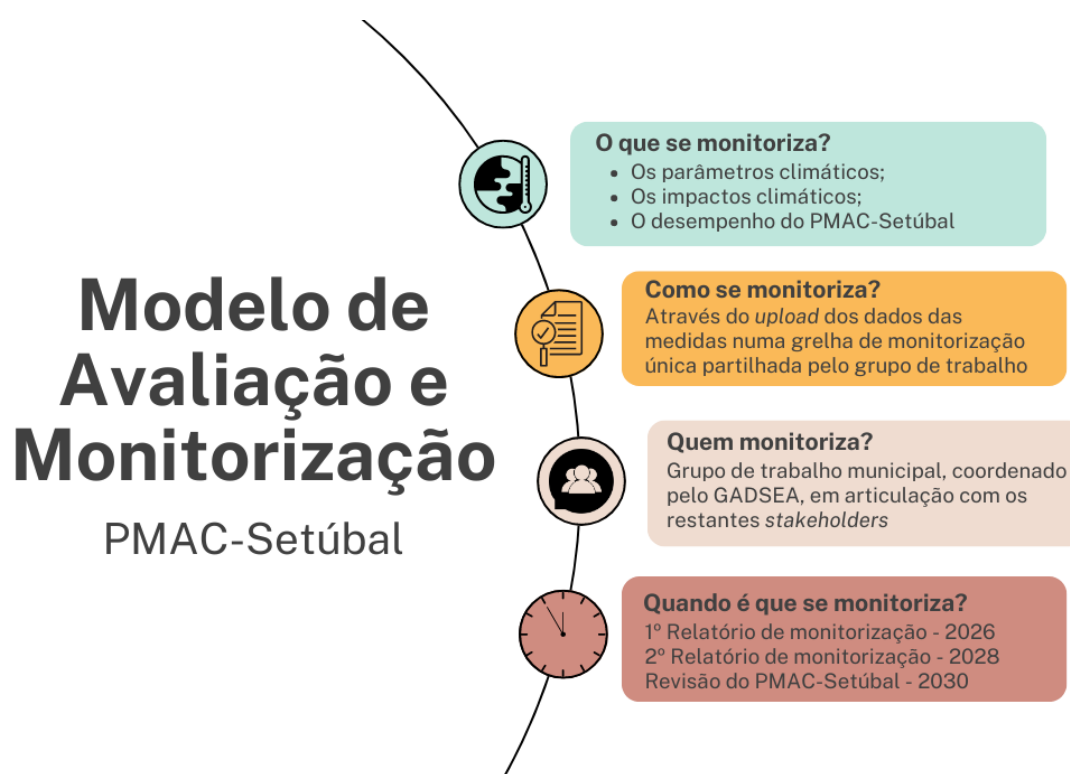 Modelo de
Avaliação e
Monitorização
PMAC-Setúbal
O que se monitoriza?
• Os parâmetros climáticos;
• Os impactos climáticos;
• O desempenho do PMAC-Setúbal
Como se monitoriza?
Através do upload dos dados das
medidas numa grelha de monitorização
única partilhada pelo grupo de trabalho
Quem monitoriza?
Grupo de trabalho municipal, coordenado
pelo GADSEA, em articulação com os
restantes stakeholders
Quando é que se monitoriza?
1º Relatório de monitorização - 2026
2º Relatório de monitorização - 2028
Revisão do PMAC-Setúbal - 2030